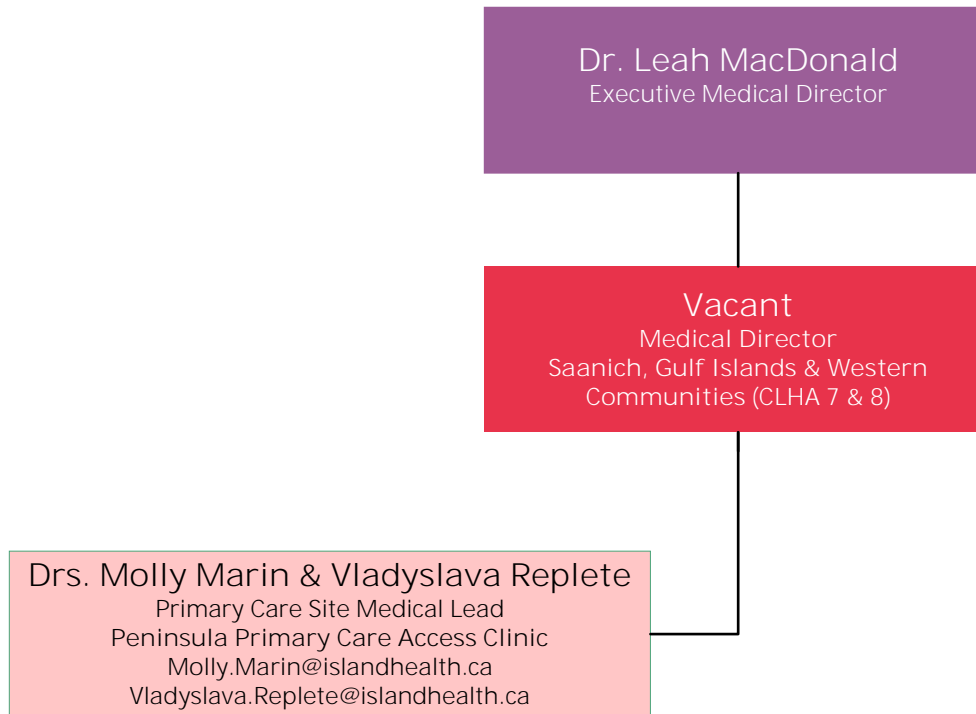 Dr. Leah MacDonald
Executive Medical Director
Vacant
Medical Director
Saanich, Gulf Islands & Western
Communities (CLHA 7 & 8)
Drs. Molly Marin & Vladyslava Replete
Primary Care Site Medical Lead
Peninsula Primary Care Access Clinic
Molly.Marin@islandhealth.ca
Vladyslava.Replete@islandhealth.ca